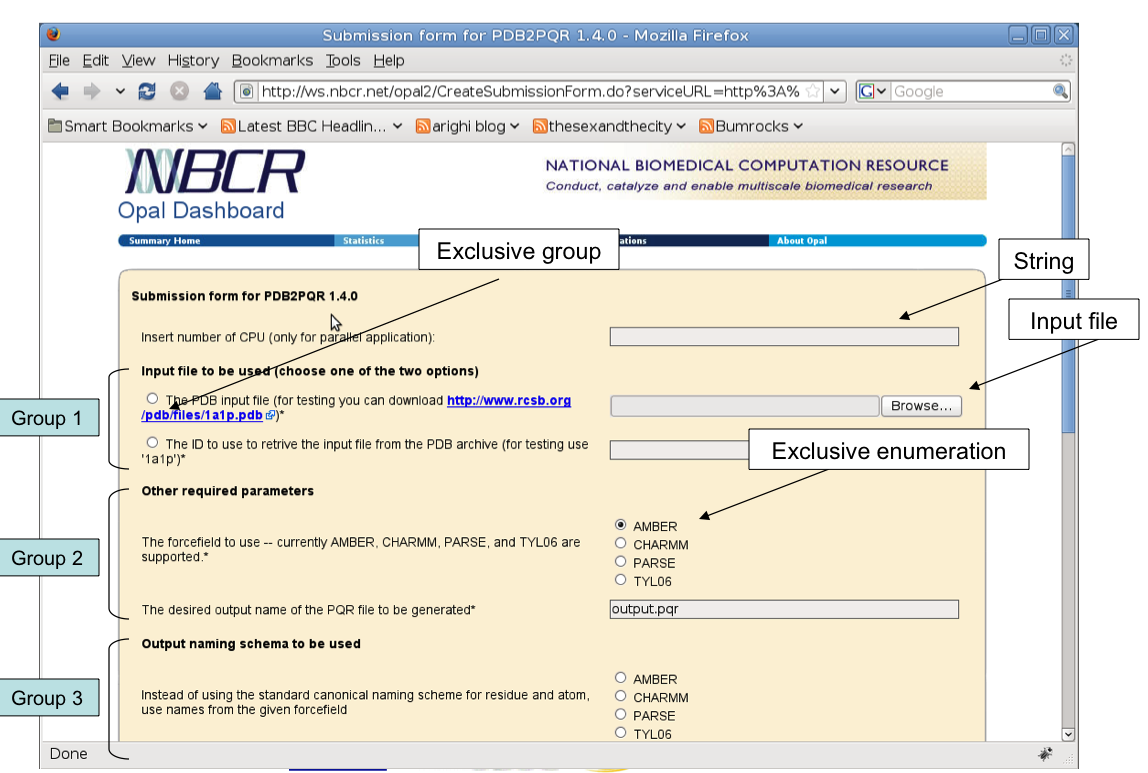 Submission form for PDB2PQR 1.4.0 - Mozilla Firefox
File Edit View History Bookmarks Tools Help
http://ws.nbcr.net/opal2/CreateSubmissionForm.do?serviceURL=http%3A% G Google
Smart Bookmarks Latest BBC Headlin... arighi blog thesexandthecity Bumrocks
NBCR
NATIONAL BIOMEDICAL COMPUTATION RESOURCE
Conduct, catalyze and enable multiscale biomedical research
Opal Dashboard
Summary Home Statistics ations About Opal
Exclusive group
String
Submission form for PDB2PQR 1.4.0
Input file
Insert number of CPU (only for parallel application):
Input file to be used (choose one of the two options)
Group 1
The PDB input file (for testing you can download http://www.rcsb.org
/pdb/files/1a1p.pdb )*
Browse...
The ID to use to retrive the input file from the PDB archive (for testing use
'1a1p')*
Exclusive enumeration
Other required parameters
Group 2
The forcefield to use -- currently AMBER, CHARMM, PARSE, and TYL06 are
supported.*
AMBER
CHARMM
PARSE
TYL06
The desired output name of the PQR file to be generated*
output.pqr
Output naming schema to be used
Group 3
Instead of using the standard canonical naming scheme for residue and atom,
use names from the given forcefield
AMBER
CHARMM
PARSE
TYL06
Done